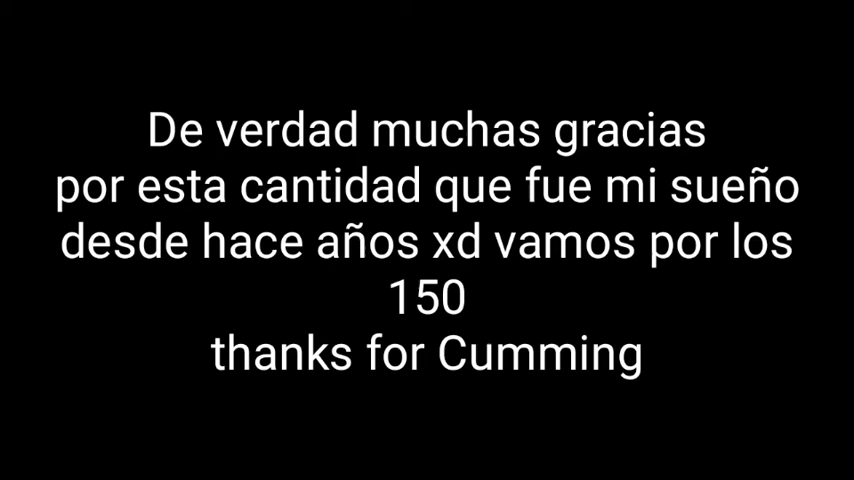 De verdad muchas gracias
por esta cantidad que fue mi sueño
desde hace años xd vamos por los
150
thanks for Cumming